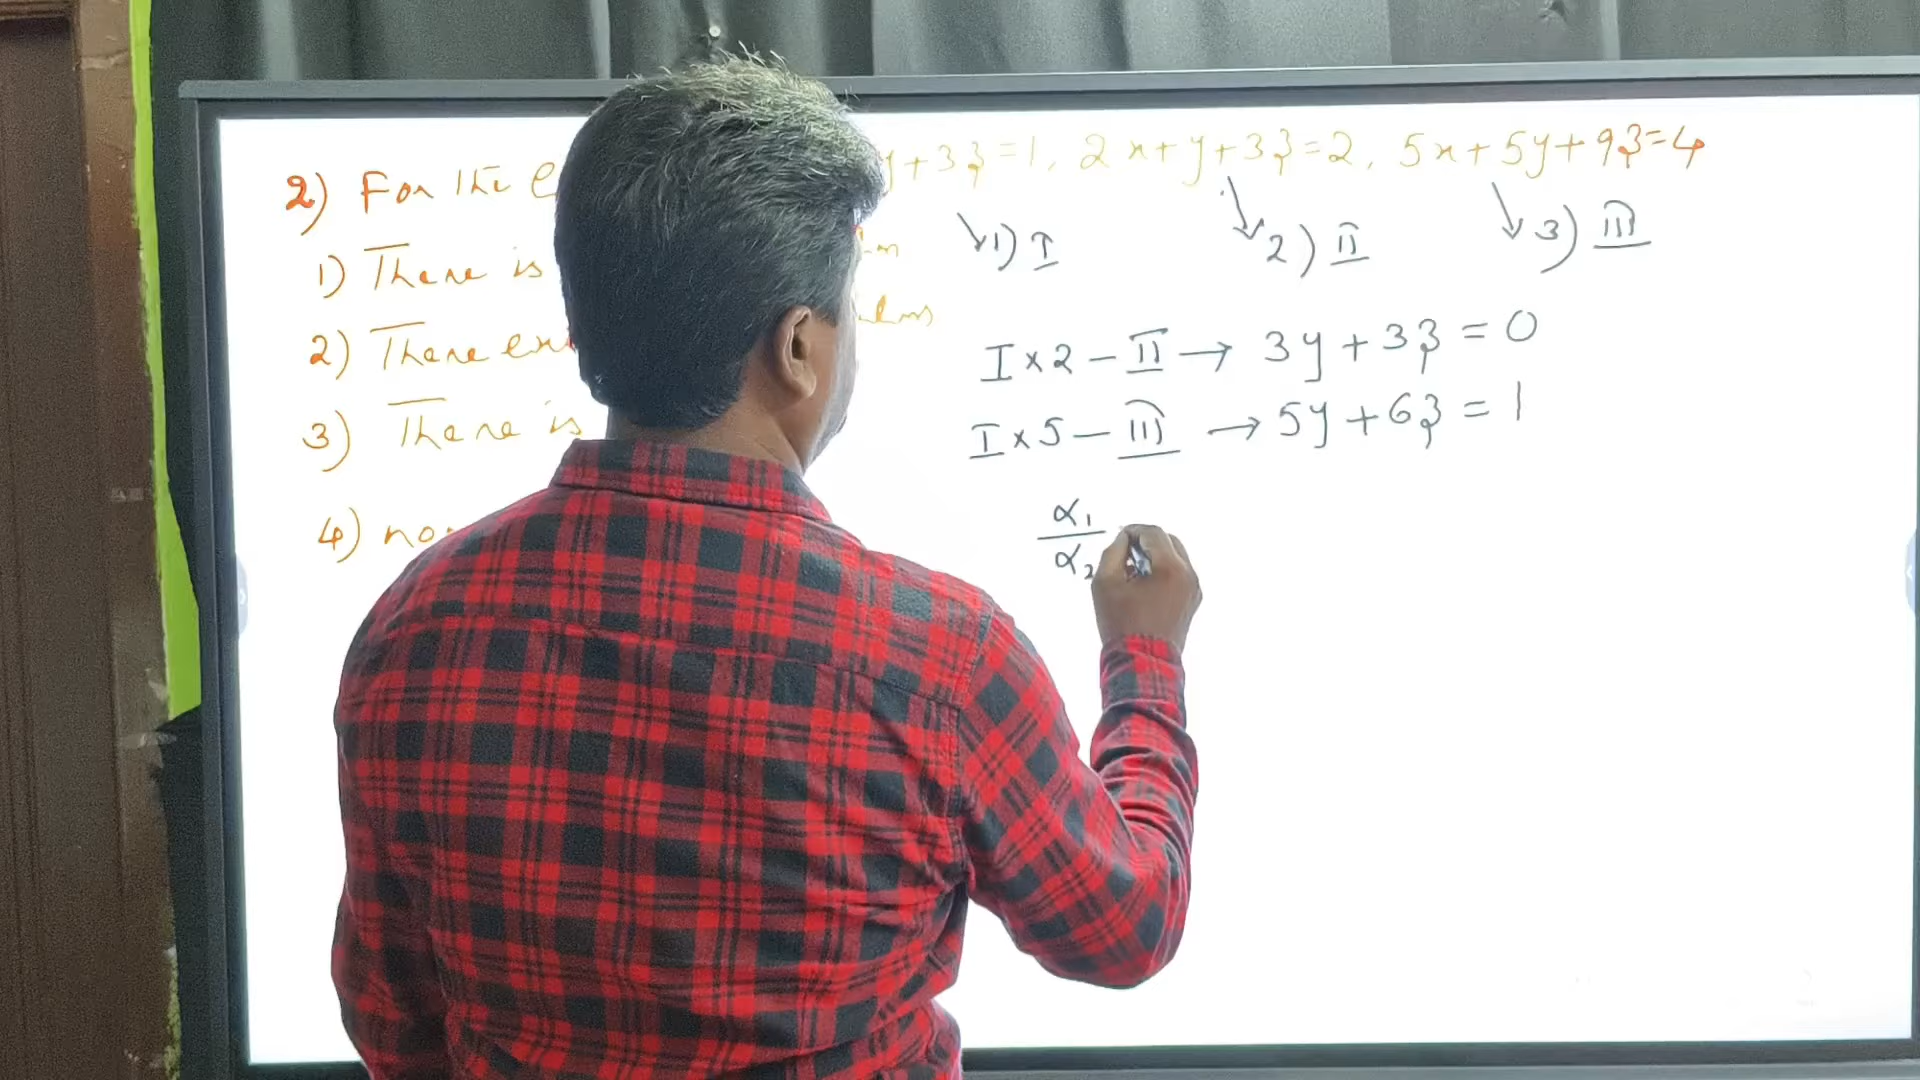 2) For the y+3z=1, 2x+y+3z=2, 5x+5y+9z=4
1) I 2) II 3) III
1) There is
2) There
3) There is
4)
I×2–II→ 3y+3z=0
I×5–III →5y+6z=1
α₁
α₂